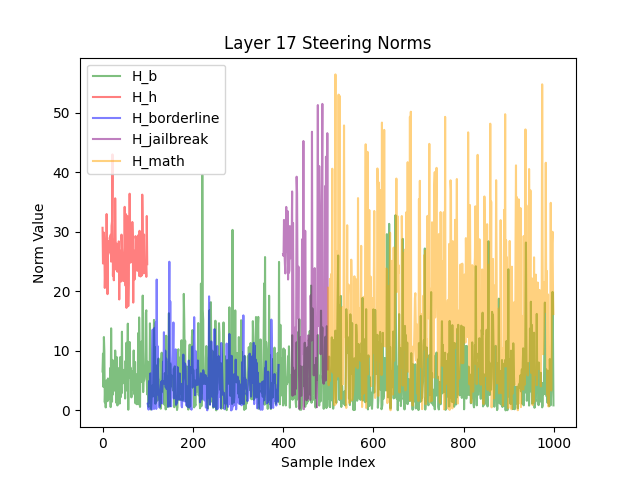 Layer 17 Steering Norms
H_b
H_h
H_borderline
H_jailbreak
H_math
Norm Value
50
40
30
20
10
0
0
200
400
600
800
1000
Sample Index